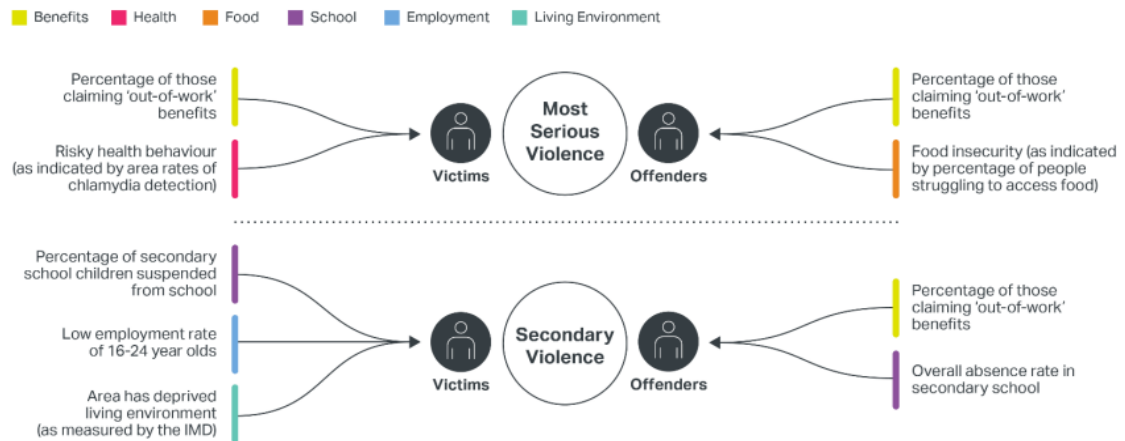 Benefits Health Food School Employment Living Environment
Percentage of those
claiming ‘out-of-work’
benefits
Risky health behaviour
(as indicated by area rates of
chlamydia detection)
Victims
Most
Serious
Violence
Offenders
Percentage of those
claiming ‘out-of-work’
benefits
Food insecurity (as indicated
by percentage of people
struggling to access food)
Percentage of secondary
school children suspended
from school
Low employment rate
of 16-24 year olds
Area has deprived
living environment
(as measured by the IMD)
Victims
Secondary
Violence
Offenders
Percentage of those
claiming ‘out-of-work’
benefits
Overall absence rate in
secondary school